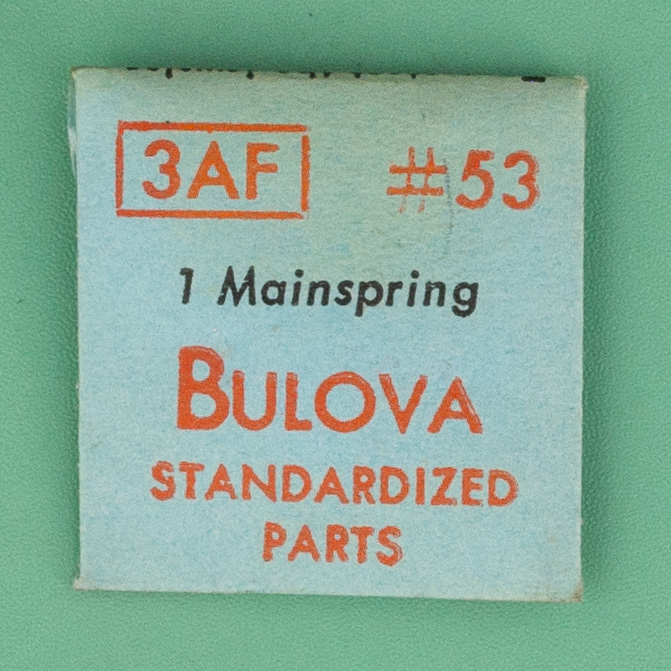 3AF #53
1 Mainspring
BULOVA
STANDARDIZED
PARTS